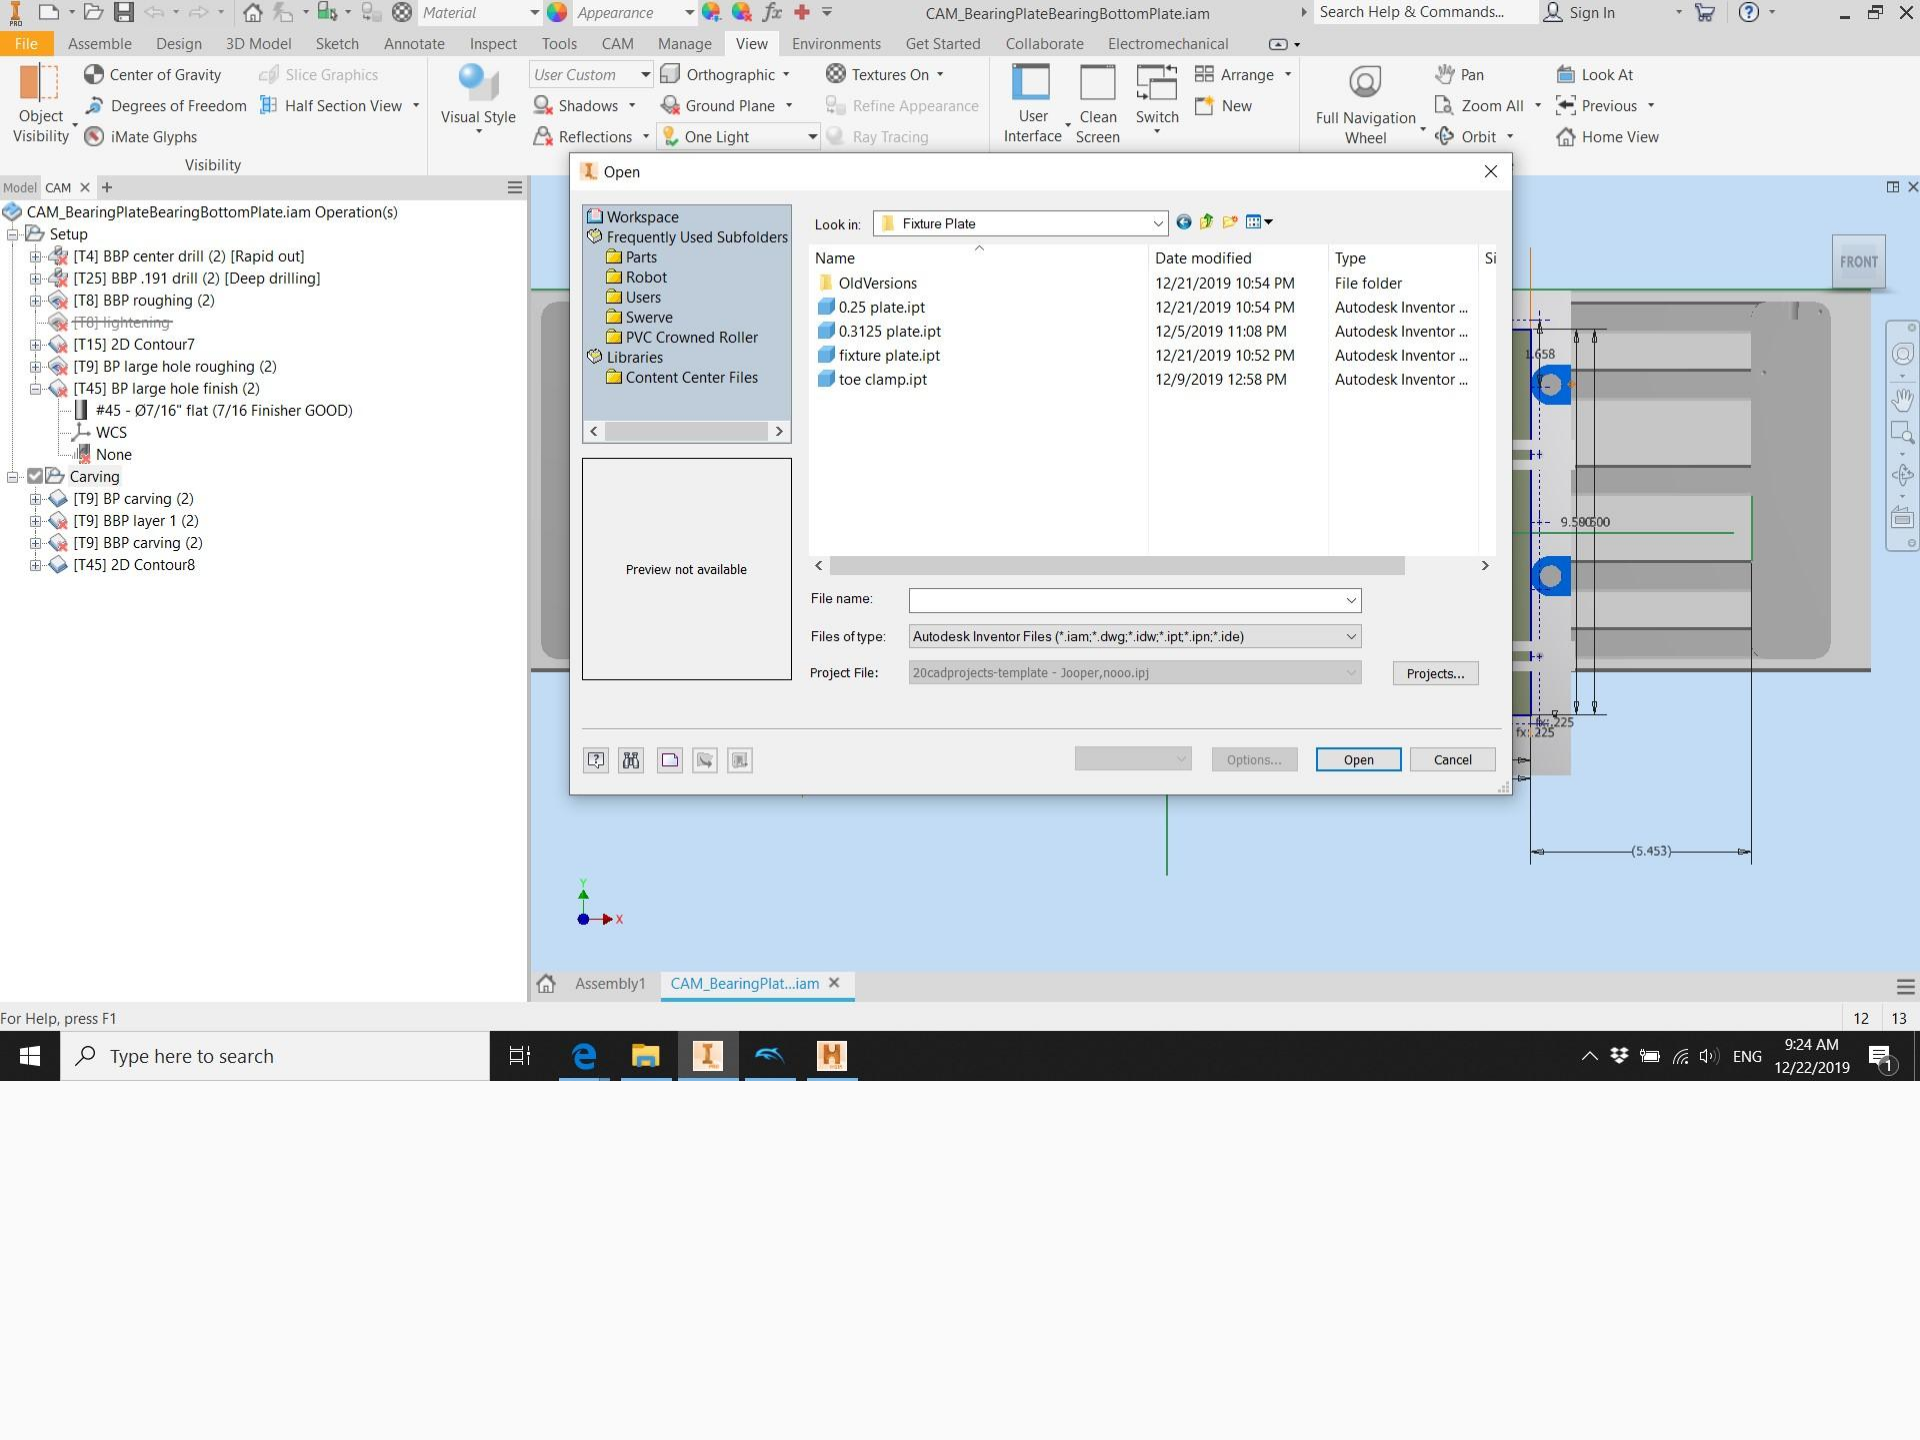 PRO
Material
Appearance
fx
CAM_BearingPlateBearingBottomPlate.iam
Search Help & Commands...
Sign In
File
Assemble
Design
3D Model
Sketch
Annotate
Inspect
Tools
CAM
Manage
View
Environments
Get Started
Collaborate
Electromechanical
Object
Visibility
Center of Gravity
Degrees of Freedom
iMate Glyphs
Slice Graphics
Half Section View
Visibility
Visual Style
User Custom
Shadows
Reflections
Orthographic
Ground Plane
One Light
Textures On
Refine Appearance
Ray Tracing
User
Interface
Clean
Screen
Switch
Arrange
New
Full Navigation
Wheel
Pan
Zoom All
Orbit
Look At
Previous
Home View
Model
CAM
CAM_BearingPlateBearingBottomPlate.iam Operation(s)
Setup
[T4] BBP center drill (2) [Rapid out]
[T25] BBP .191 drill (2) [Deep drilling]
[T8] BBP roughing (2)
[T8] lightening
[T15] 2D Contour7
[T9] BBP large hole roughing (2)
[T45] BP large hole finish (2)
#45 - Ø7/16" flat (7/16 Finisher GOOD)
WCS
None
Carving
[T9] BP carving (2)
[T9] BBP layer 1 (2)
[T9] BBP carving (2)
[T45] 2D Contour8
Open
Workspace
Frequently Used Subfolders
Parts
Robot
Users
Swerve
PVC Crowned Roller
Libraries
Content Center Files
Preview not available
Look in:
Fixture Plate
Name
Date modified
Type
Si
OldVersions
12/21/2019 10:54 PM
File folder
0.25 plate.ipt
12/21/2019 10:54 PM
Autodesk Inventor ...
0.3125 plate.ipt
12/5/2019 11:08 PM
Autodesk Inventor ...
fixture plate.ipt
12/21/2019 10:52 PM
Autodesk Inventor ...
toe clamp.ipt
12/9/2019 12:58 PM
Autodesk Inventor ...
File name:
Files of type:
Autodesk Inventor Files (*.iam;*.dwg;*.idw;*.ipt;*.ipn;*.ide)
Project File:
20cadprojects-template - Jooper,nooo.ipj
Projects...
Options...
Open
Cancel
FRONT
1.658
9.500
fx:.225
fx:.225
(5.453)
Y
X
Assembly1
CAM_BearingPlat...iam
For Help, press F1
12
13
Type here to search
ENG
9:24 AM
12/22/2019
1